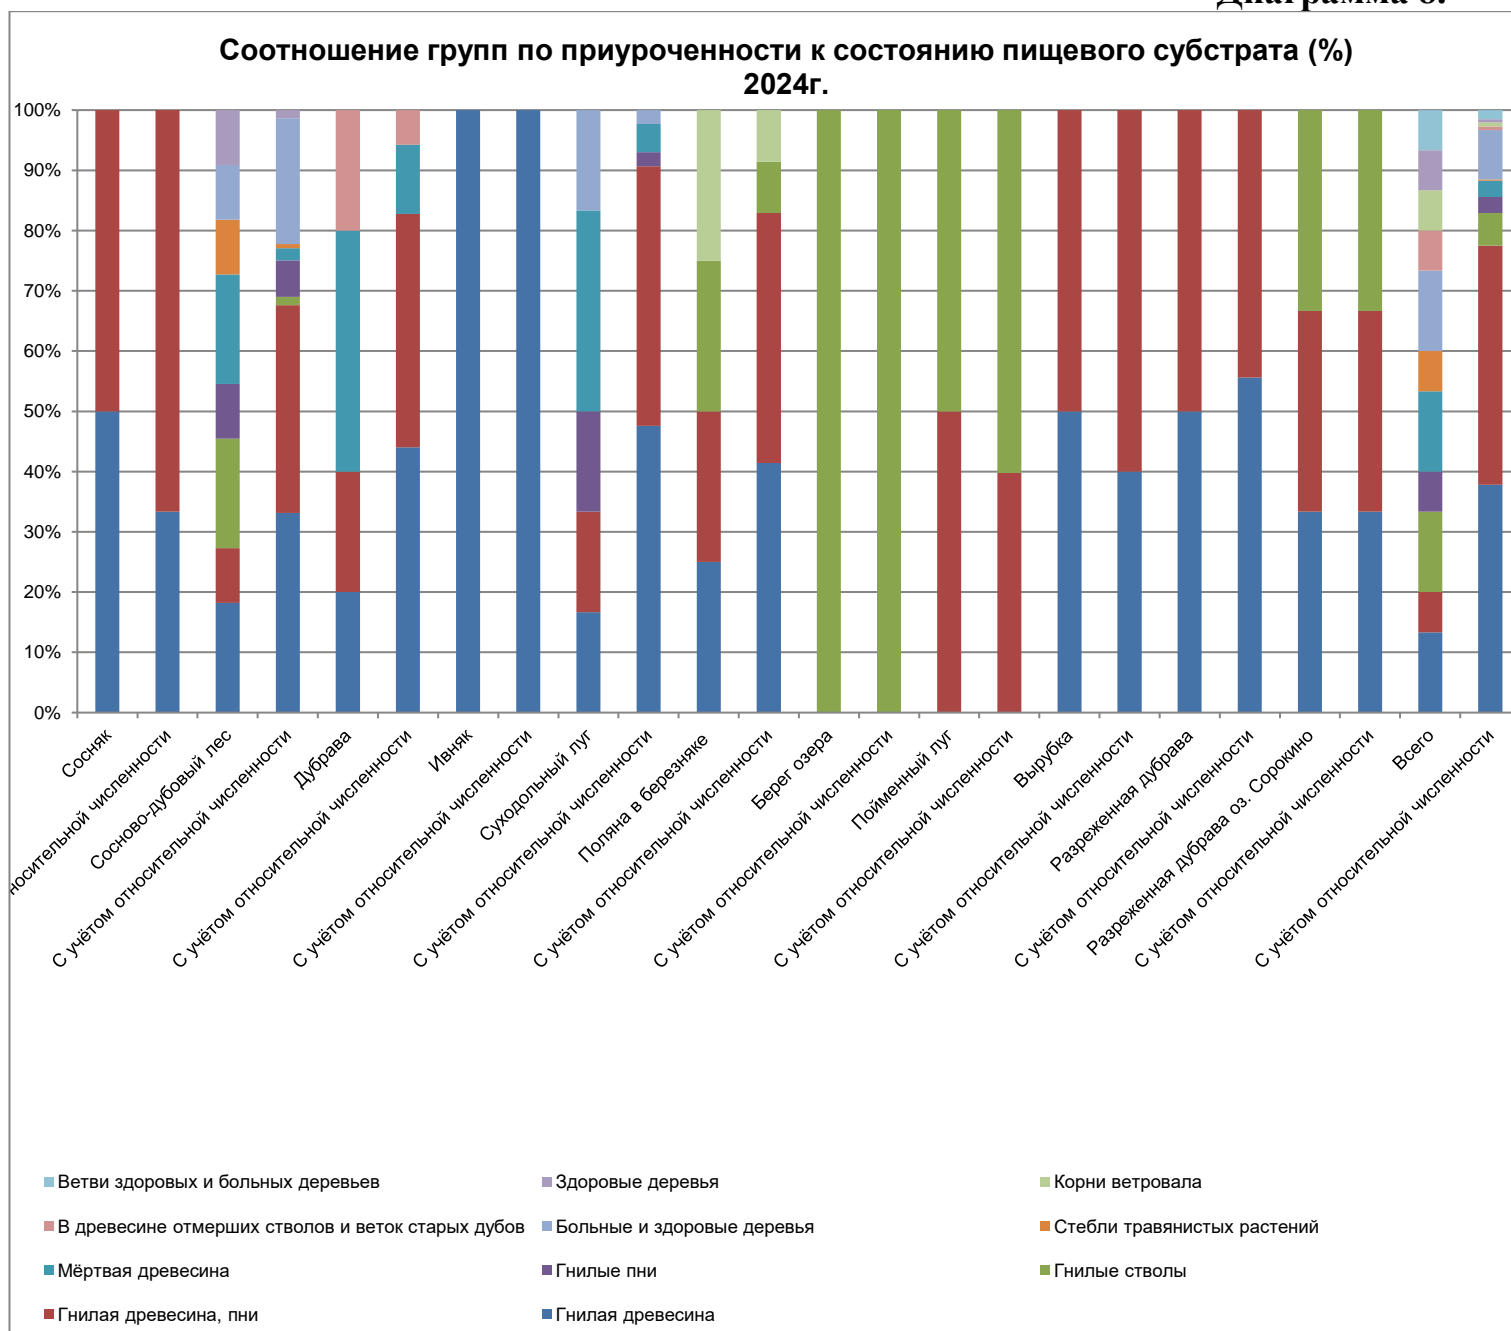 Диаграмма 8.
Соотношение групп по приуроченности к состоянию пищевого субстрата (%)
2024г.
100%
90%
80%
70%
60%
50%
40%
30%
20%
10%
0%
Сосняк
носительной численности
Сосново-дубовый лес
С учётом относительной численности
Дубрава
С учётом относительной численности
Ивняк
С учётом относительной численности
Суходольный луг
С учётом относительной численности
Поляна в березняке
С учётом относительной численности
Берег озера
С учётом относительной численности
Пойменный луг
С учётом относительной численности
Вырубка
С учётом относительной численности
Разреженная дубрава
С учётом относительной численности
Разреженная дубрава оз. Сорокино
С учётом относительной численности
Всего
С учётом относительной численности
Ветви здоровых и больных деревьев
Здоровые деревья
Корни ветровала
В древесине отмерших стволов и веток старых дубов
Больные и здоровые деревья
Стебли травянистых растений
Мёртвая древесина
Гнилые пни
Гнилые стволы
Гнилая древесина, пни
Гнилая древесина